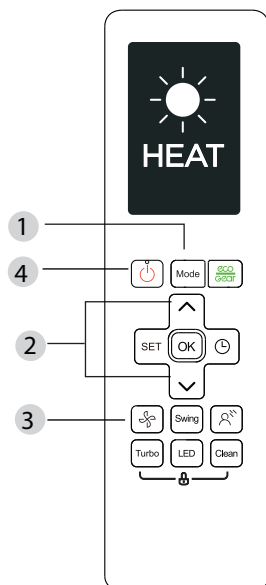 HEAT
1
4
Mode
eco
Gear
2
SET
OK
3
Swing
Turbo
LED
Clean